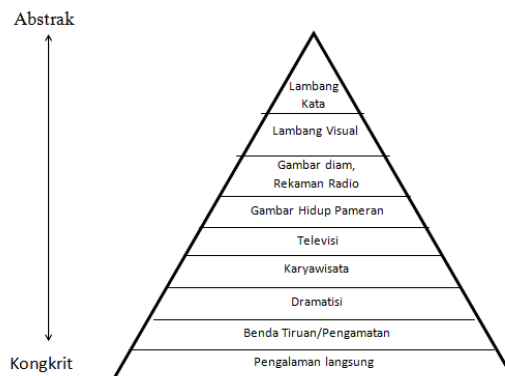 Abstrak
Lambang
Kata
Lambang Visual
Gambar diam,
Rekaman Radio
Gambar Hidup Pameran
Televisi
Karyawisata
Dramatisi
Benda Tiruan/Pengamatan
Kongkrit
Pengalaman langsung